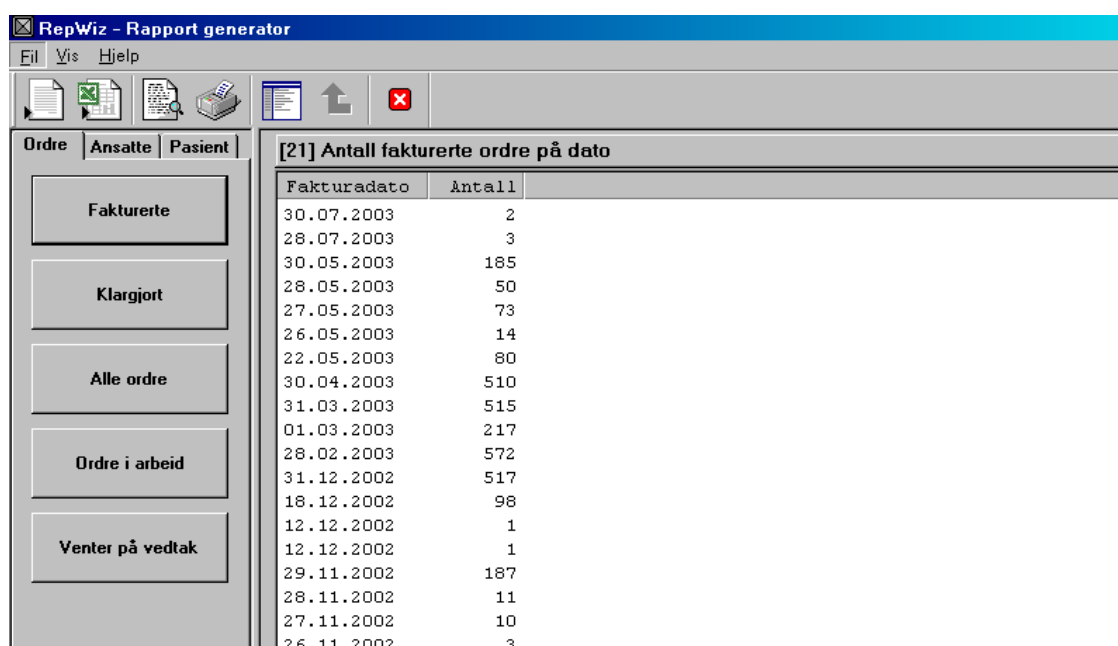 RepWiz - Rapport generator
Fil Vis Hjelp
Ordre Ansatte Pasient
Fakturerte
Klargjort
Alle ordre
Ordre i arbeid
Venter på vedtak
[21] Antall fakturerte ordre på dato
Fakturadato Antall
30.07.2003 2
28.07.2003 3
30.05.2003 185
28.05.2003 50
27.05.2003 73
26.05.2003 14
22.05.2003 80
30.04.2003 510
31.03.2003 515
01.03.2003 217
28.02.2003 572
31.12.2002 517
18.12.2002 98
12.12.2002 1
12.12.2002 1
29.11.2002 187
28.11.2002 11
27.11.2002 10
26.11.2002 3